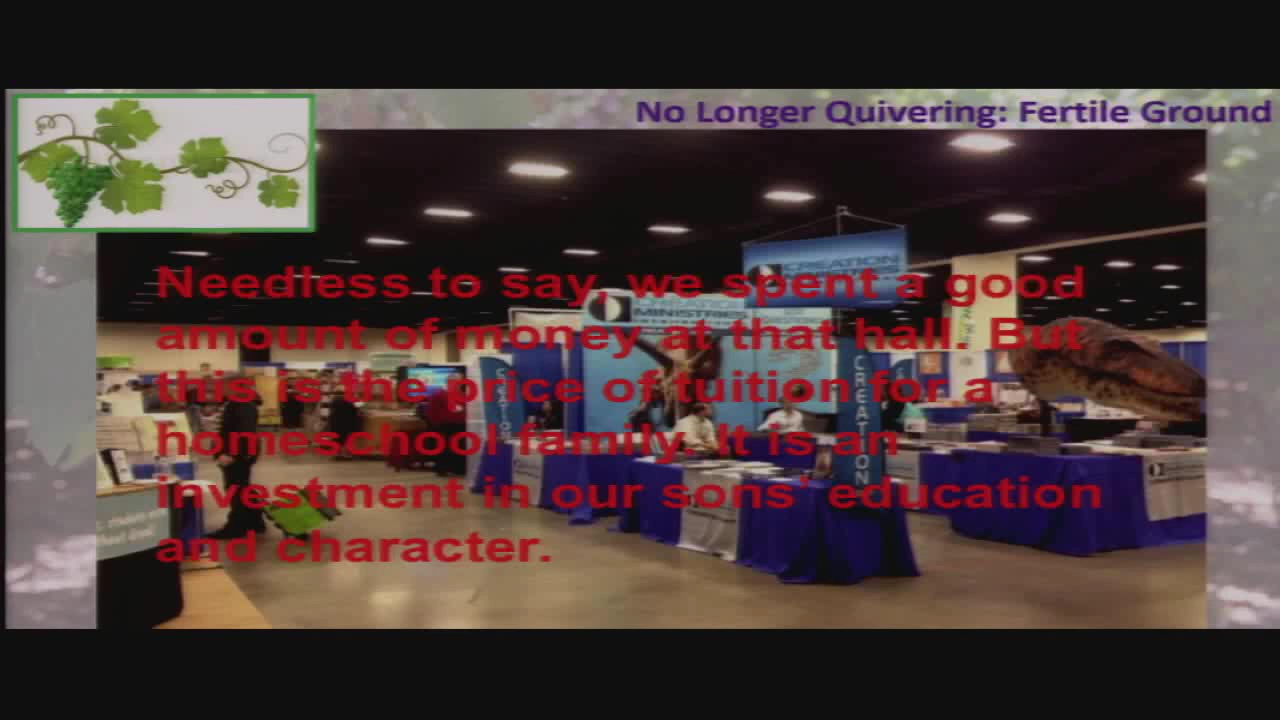 No Longer Quivering: Fertile Ground
Needless to say, we spent a good
amount of money at that hall. But
this is the price of tuition for a
homeschool family. It is an
investment in our sons' education
and character.
CREATION
MINISTRIES
CREATION
CREATION